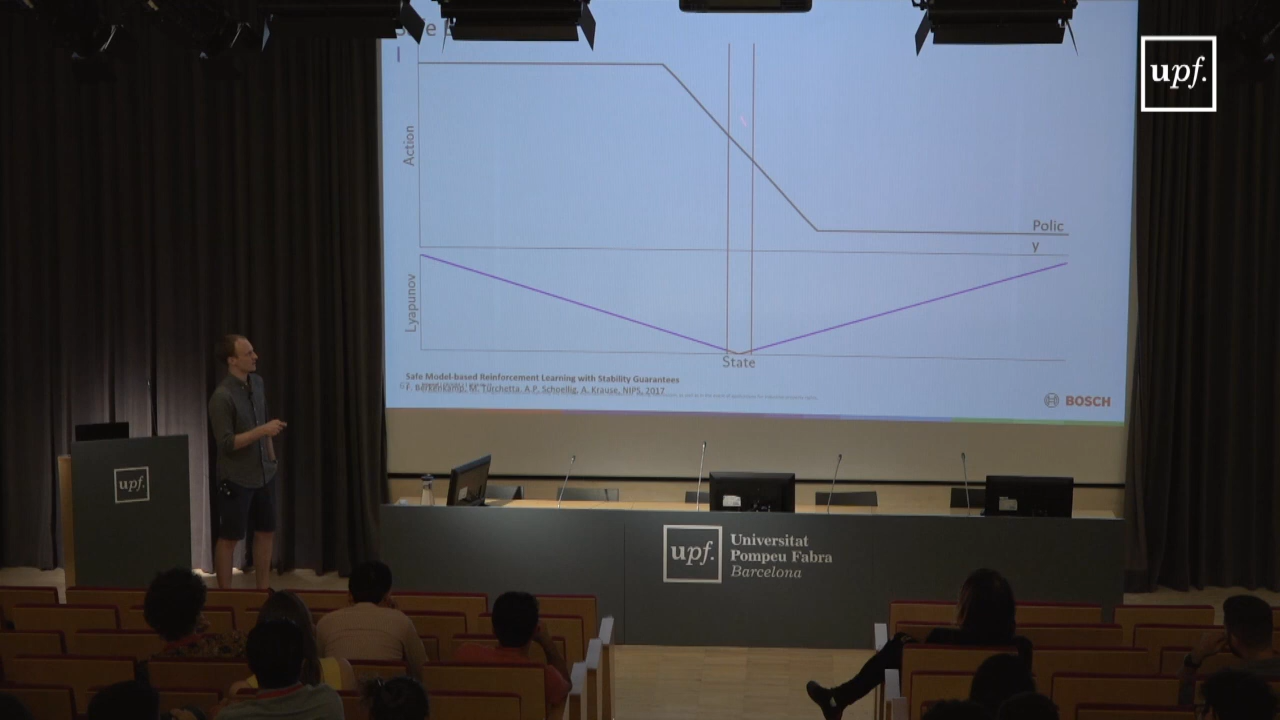 upf.
Action
Polic
y
Lyapunov
State
Safe Model-based Reinforcement Learning with Stability Guarantees
F. Berkenkamp, M. Turchetta, A.P. Schoellig, A. Krause, NIPS, 2017
BOSCH
upf.
upf.
Universitat
Pompeu Fabra
Barcelona